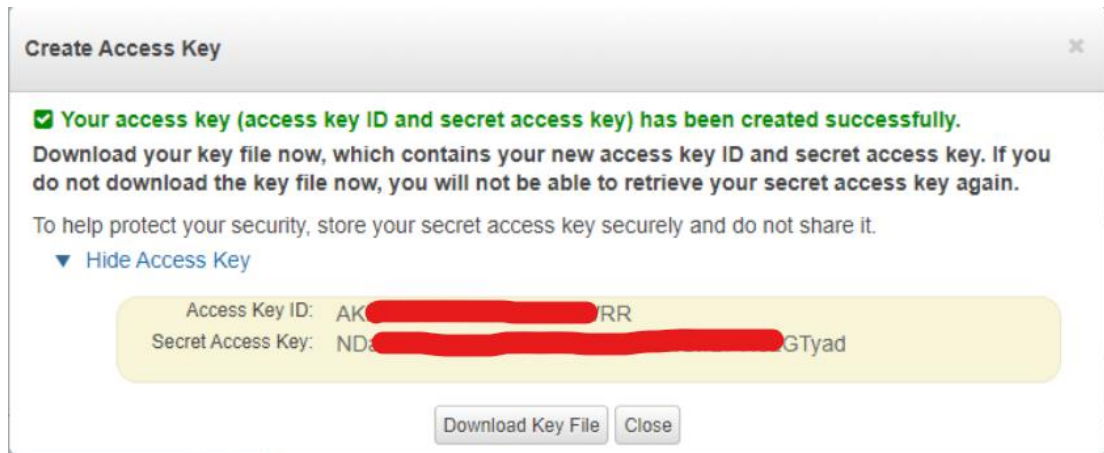 Create Access Key
Your access key (access key ID and secret access key) has been created successfully.
Download your key file now, which contains your new access key ID and secret access key. If you
do not download the key file now, you will not be able to retrieve your secret access key again.
To help protect your security, store your secret access key securely and do not share it.
Hide Access Key
Access Key ID: AK RR
Secret Access Key: ND GTyad
Download Key File Close